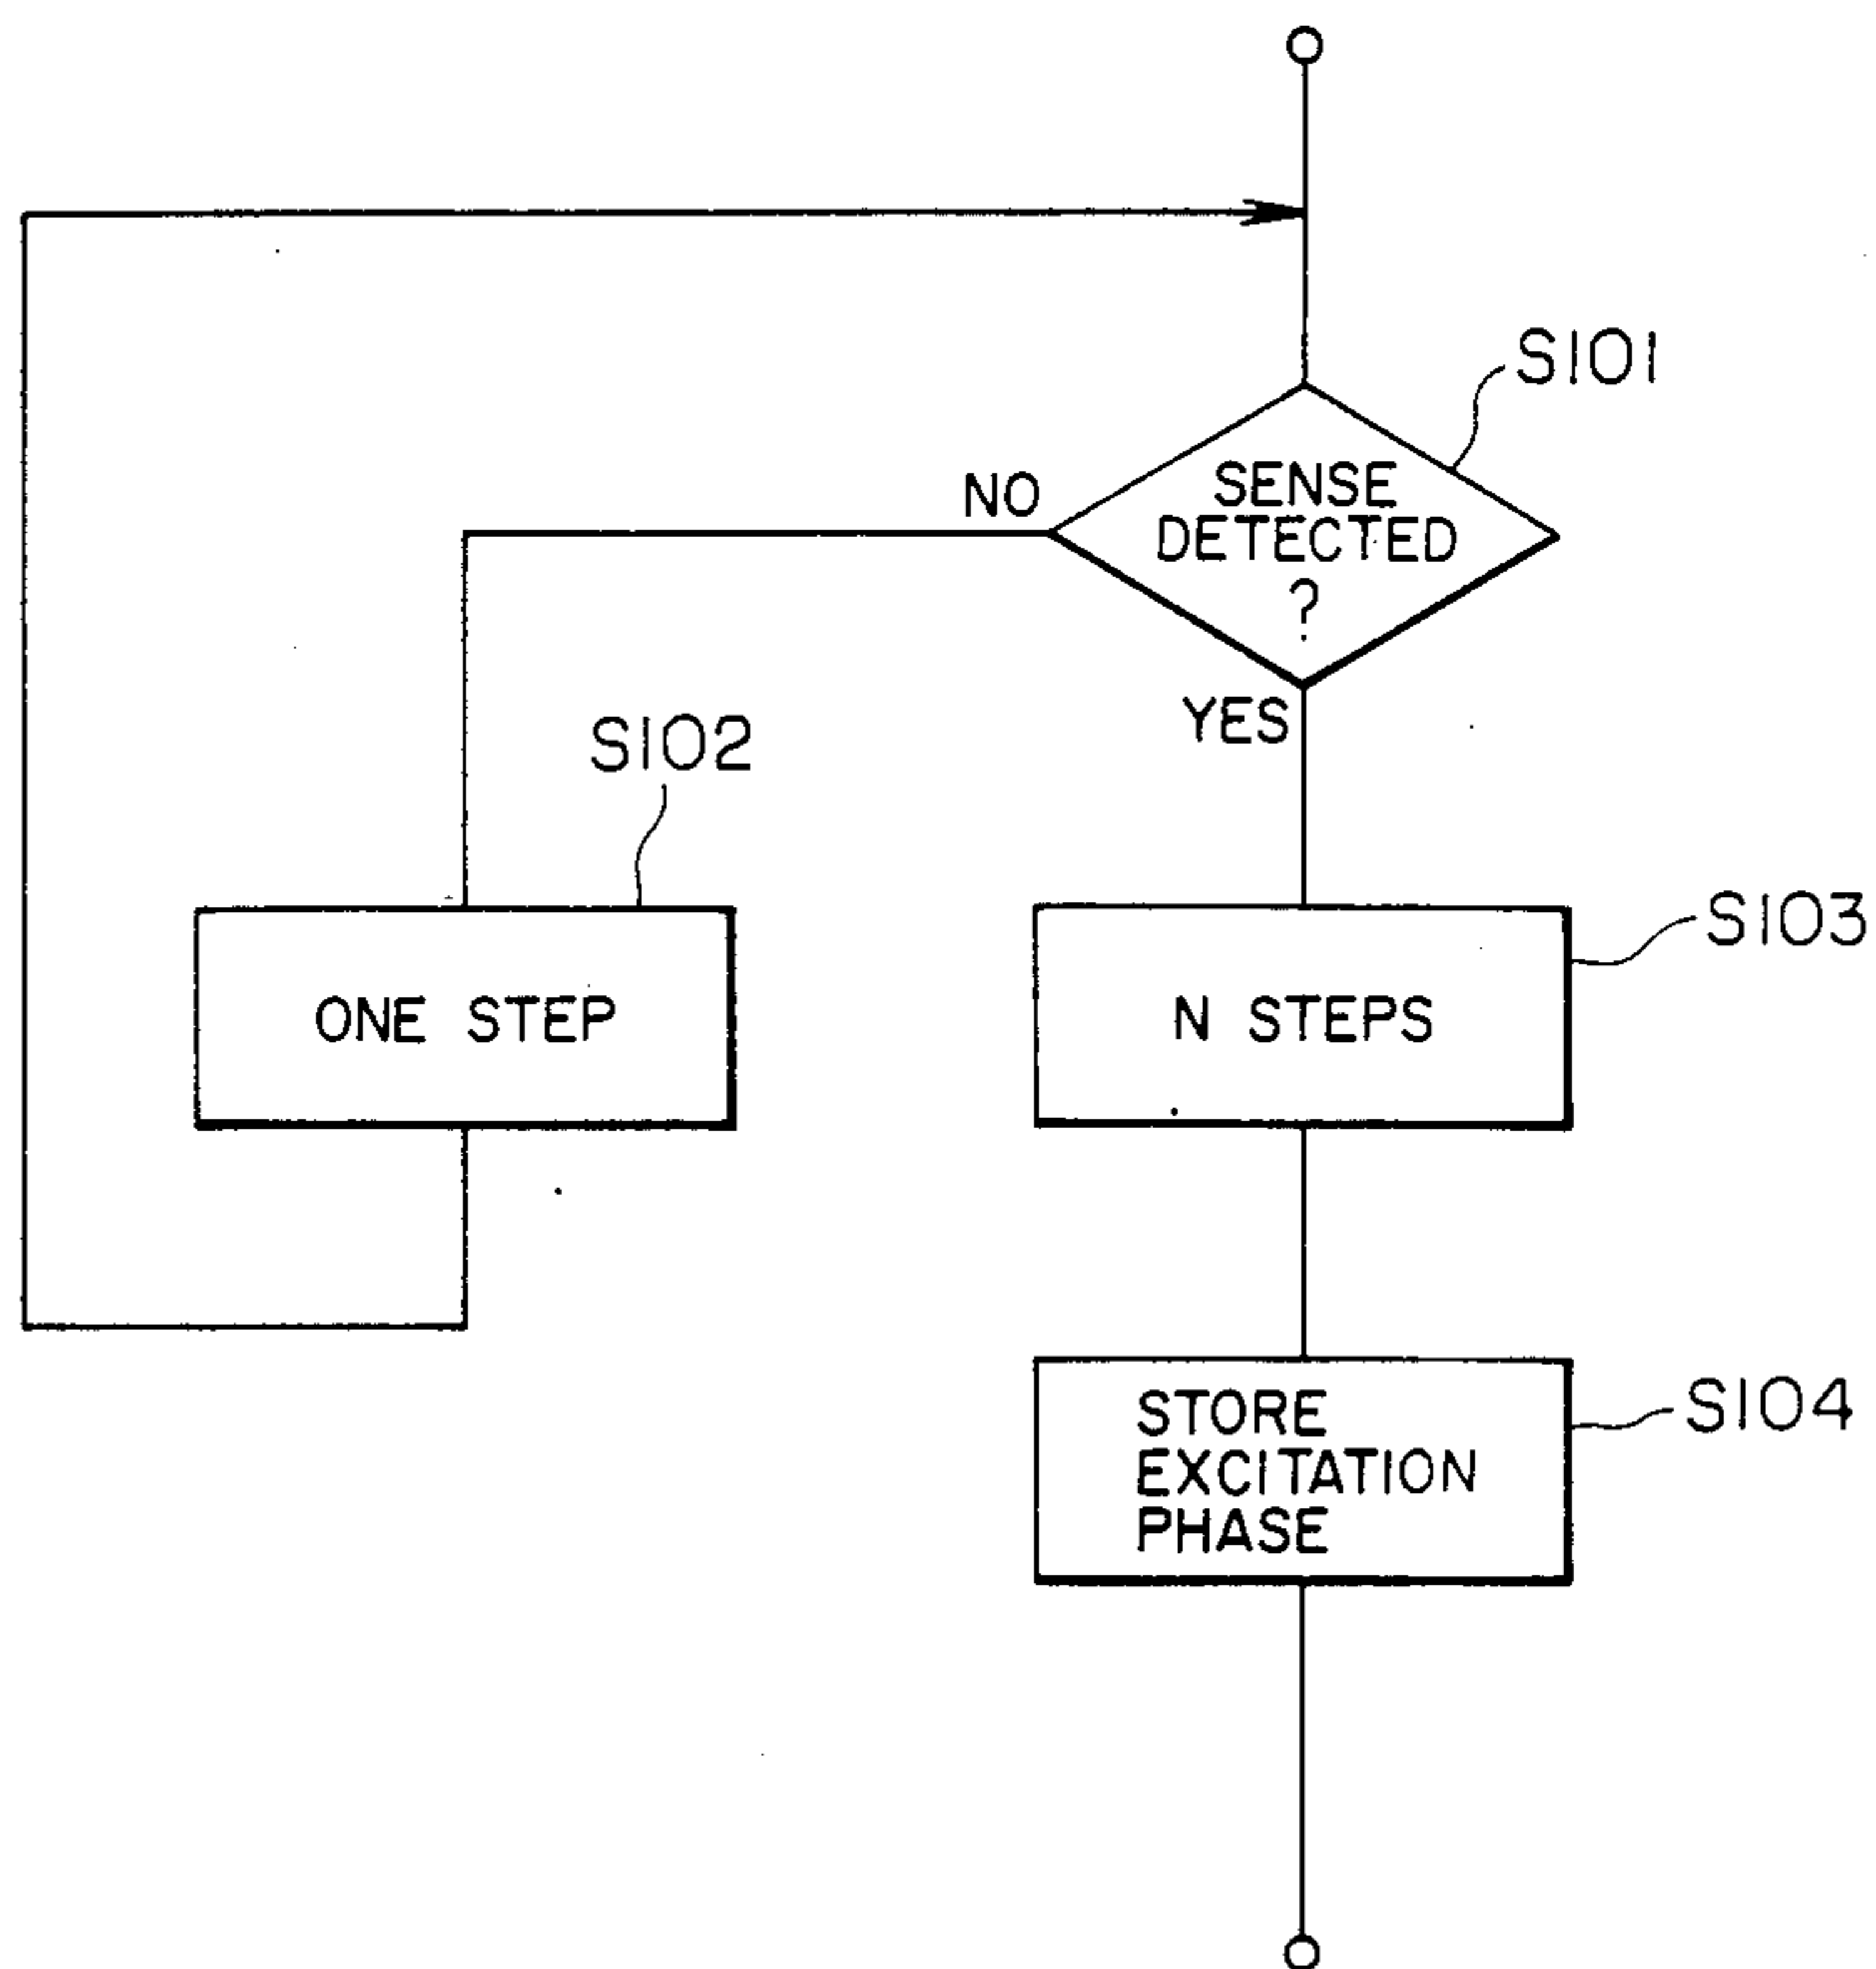 S101
SENSE
DETECTED
?
NO
YES
S102
ONE STEP
S103
N STEPS
S104
STORE
EXCITATION
PHASE